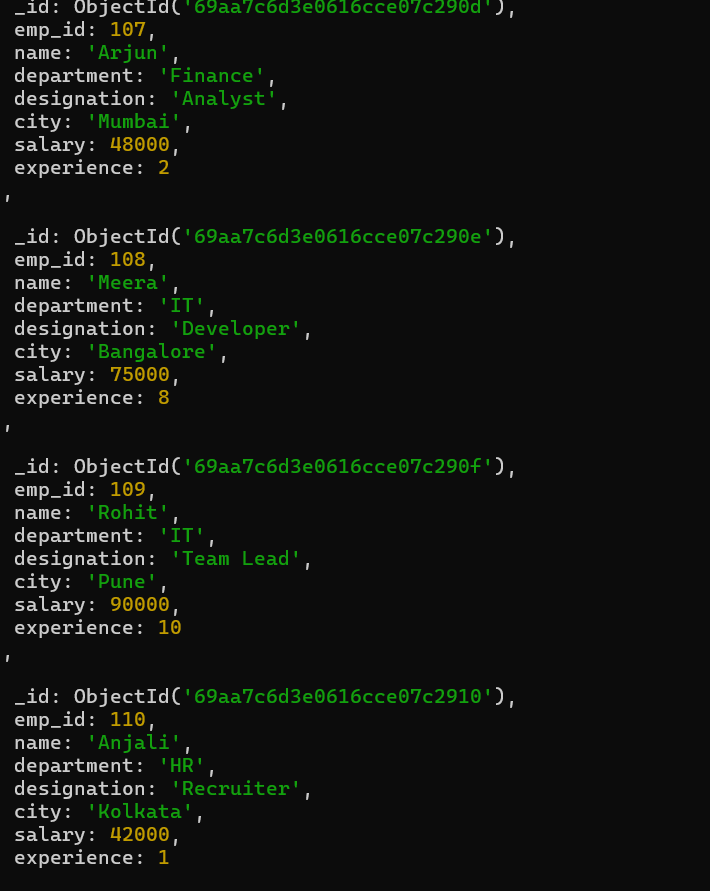 _id: ObjectId('69aa7c6d3e0616cce07c290d'),
emp_id: 107,
name: 'Arjun',
department: 'Finance',
designation: 'Analyst',
city: 'Mumbai',
salary: 48000,
experience: 2
,
_id: ObjectId('69aa7c6d3e0616cce07c290e'),
emp_id: 108,
name: 'Meera',
department: 'IT',
designation: 'Developer',
city: 'Bangalore',
salary: 75000,
experience: 8
,
_id: ObjectId('69aa7c6d3e0616cce07c290f'),
emp_id: 109,
name: 'Rohit',
department: 'IT',
designation: 'Team Lead',
city: 'Pune',
salary: 90000,
experience: 10
,
_id: ObjectId('69aa7c6d3e0616cce07c2910'),
emp_id: 110,
name: 'Anjali',
department: 'HR',
designation: 'Recruiter',
city: 'Kolkata',
salary: 42000,
experience: 1